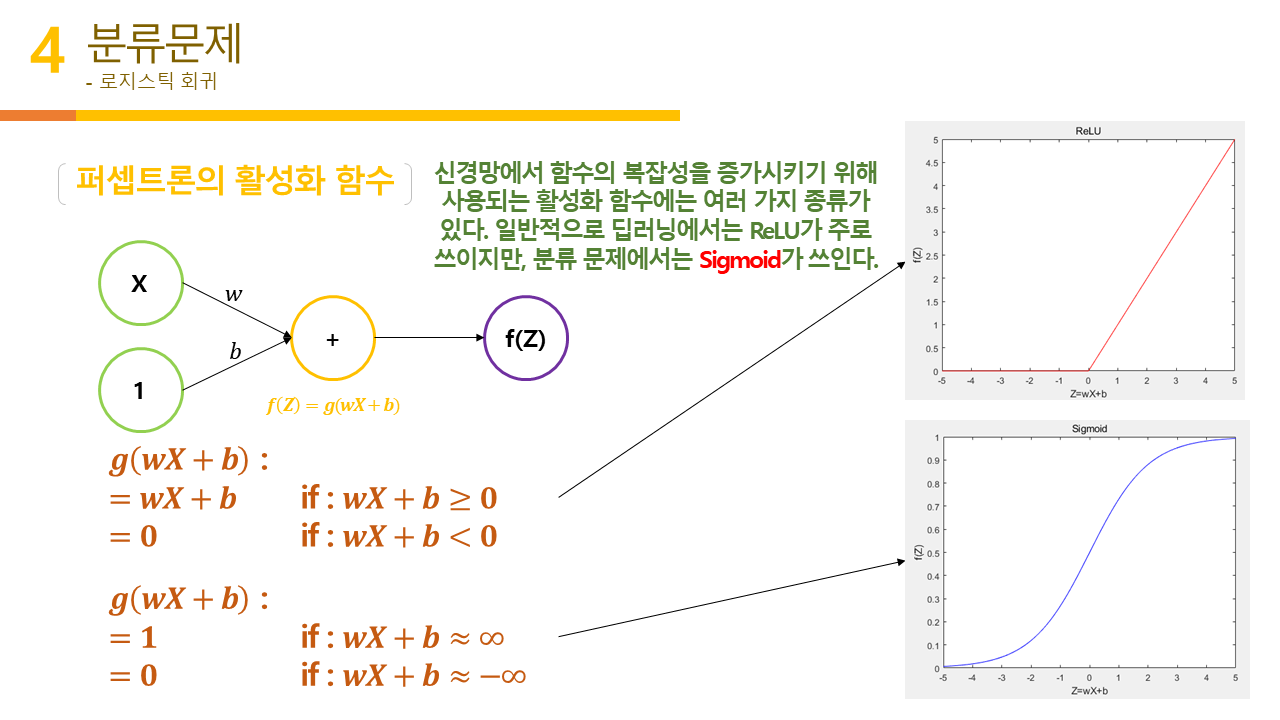 4
분류문제
- 로지스틱 회귀
퍼셉트론의 활성화 함수
신경망에서 함수의 복잡성을 증가시키기 위해
사용되는 활성화 함수에는 여러 가지 종류가
있다. 일반적으로 딥러닝에서는 ReLU가 주로
쓰이지만, 분류 문제에서는 Sigmoid가 쓰인다.
X
w
1
b
+
f(Z)
f(Z) = g(wX + b)
g(wX + b) :
= wX + b if : wX + b ≥ 0
= 0 if : wX + b < 0
g(wX + b) :
= 1 if : wX + b ≈ ∞
= 0 if : wX + b ≈ −∞
ReLU
f(Z)
5
4.5
4
3.5
3
2.5
2
1.5
1
0.5
0
-5 -4 -3 -2 -1 0 1 2 3 4 5
Z=wX+b
Sigmoid
f(Z)
1
0.9
0.8
0.7
0.6
0.5
0.4
0.3
0.2
0.1
0
-5 -4 -3 -2 -1 0 1 2 3 4 5
Z=wX+b